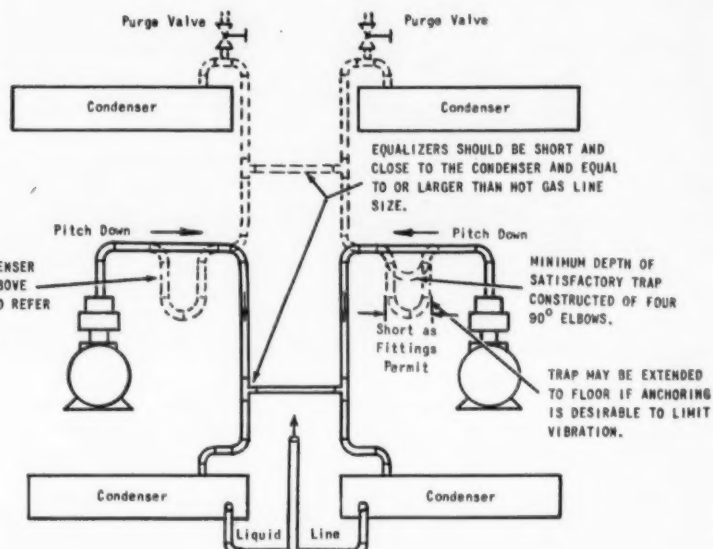 Purge Valve
Purge Valve
Condenser
Condenser
EQUALIZERS SHOULD BE SHORT AND
CLOSE TO THE CONDENSER AND EQUAL
TO OR LARGER THAN HOT GAS LINE
SIZE.
Pitch Down
Pitch Down
DENSER
BOVE
O REFER
MINIMUM DEPTH OF
SATISFACTORY TRAP
CONSTRUCTED OF FOUR
90° ELBOWS.
Short as
Fittings
Permit
TRAP MAY BE EXTENDED
TO FLOOR IF ANCHORING
IS DESIRABLE TO LIMIT
VIBRATION.
Condenser
Condenser
Liquid Line